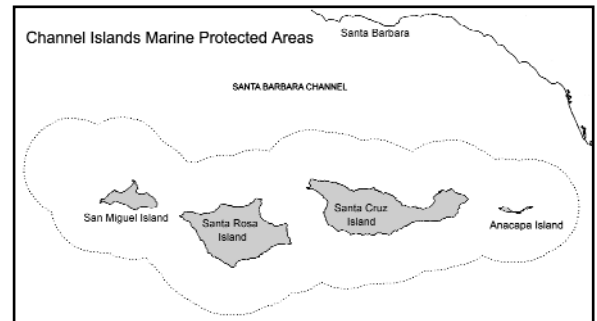 Channel Islands Marine Protected Areas
Santa Barbara
SANTA BARBARA CHANNEL
San Miguel Island
Santa Rosa
Island
Santa Cruz
Island
Anacapa Island